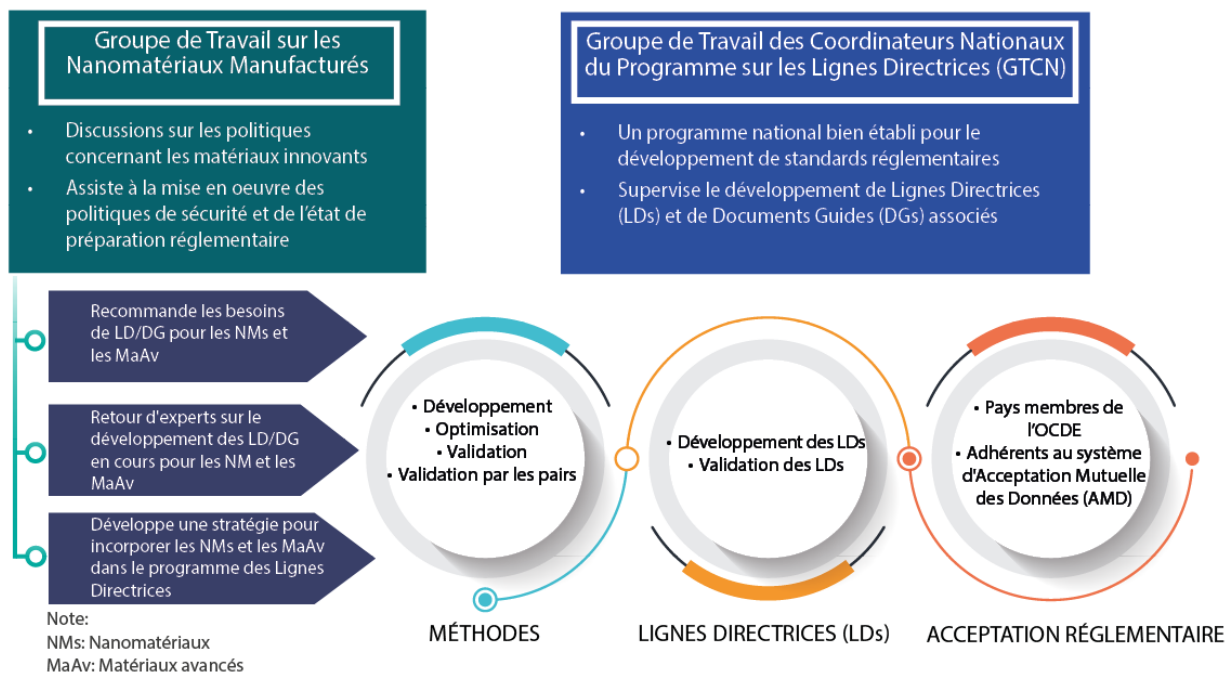 Groupe de Travail sur les
Nanomatériaux Manufacturés
• Discussions sur les politiques
concernant les matériaux innovants
• Assiste à la mise en oeuvre des
politiques de sécurité et de l'état de
préparation réglementaire
Groupe de Travail des Coordinateurs Nationaux
du Programme sur les Lignes Directrices (GTCN)
• Un programme national bien établi pour le
développement de standards réglementaires
• Supervise le développement de Lignes Directrices
(LDs) et de Documents Guides (DGs) associés
Recommande les besoins
de LD/DG pour les NMs et
les MaAv
Retour d'experts sur le
développement des LD/DG
en cours pour les NM et les
MaAv
Développe une stratégie pour
incorporer les NMs et les MaAv
dans le programme des Lignes
Directrices
• Développement
• Optimisation
• Validation
• Validation par les pairs
• Développement des LDs
• Validation des LDs
• Pays membres de
l'OCDE
• Adhérents au système
d'Acceptation Mutuelle
des Données (AMD)
MÉTHODES
LIGNES DIRECTRICES (LDs)
ACCEPTATION RÉGLEMENTAIRE
Note:
NMs: Nanomatériaux
MaAv: Matériaux avancés